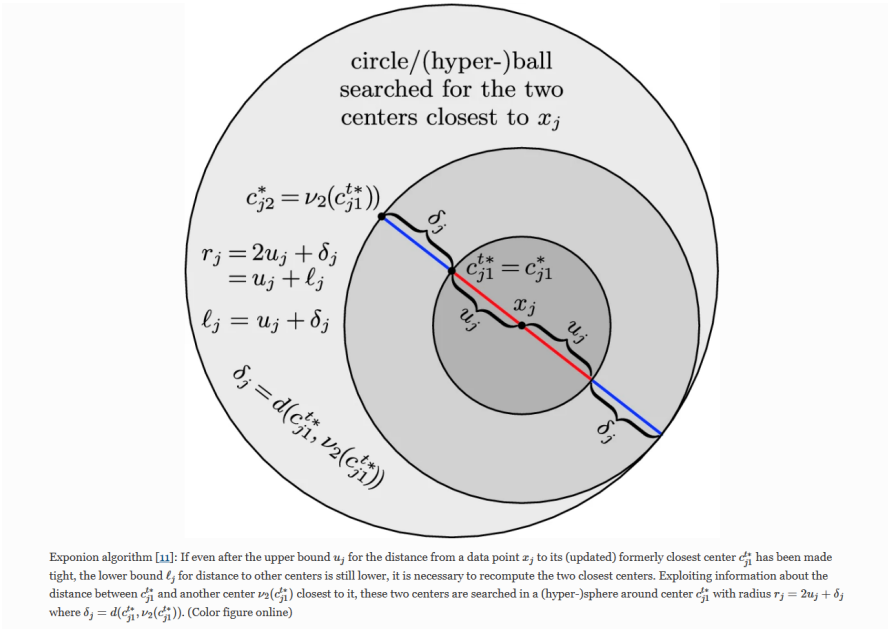 circle/(hyper-)ball
searched for the two
centers closest to x_j
c*_{j2} = ν_2(c^{t*}_{j1}))
δ_j
r_j = 2u_j + δ_j
= u_j + ℓ_j
c^{t*}_{j1} = c*_{j1}
x_j
ℓ_j = u_j + δ_j
u_j
u_j
δ_j = d(c^{t*}_{j1}, ν_2(c^{t*}_{j1}))
δ_j
Exponion algorithm [11]: If even after the upper bound u_j for the distance from a data point x_j to its (updated) formerly closest center c^{t*}_{j1} has been made
tight, the lower bound ℓ_j for distance to other centers is still lower, it is necessary to recompute the two closest centers. Exploiting information about the
distance between c^{t*}_{j1} and another center ν_2(c^{t*}_{j1}) closest to it, these two centers are searched in a (hyper-)sphere around center c^{t*}_{j1} with radius r_j = 2u_j + δ_j
where δ_j = d(c^{t*}_{j1}, ν_2(c^{t*}_{j1})). (Color figure online)